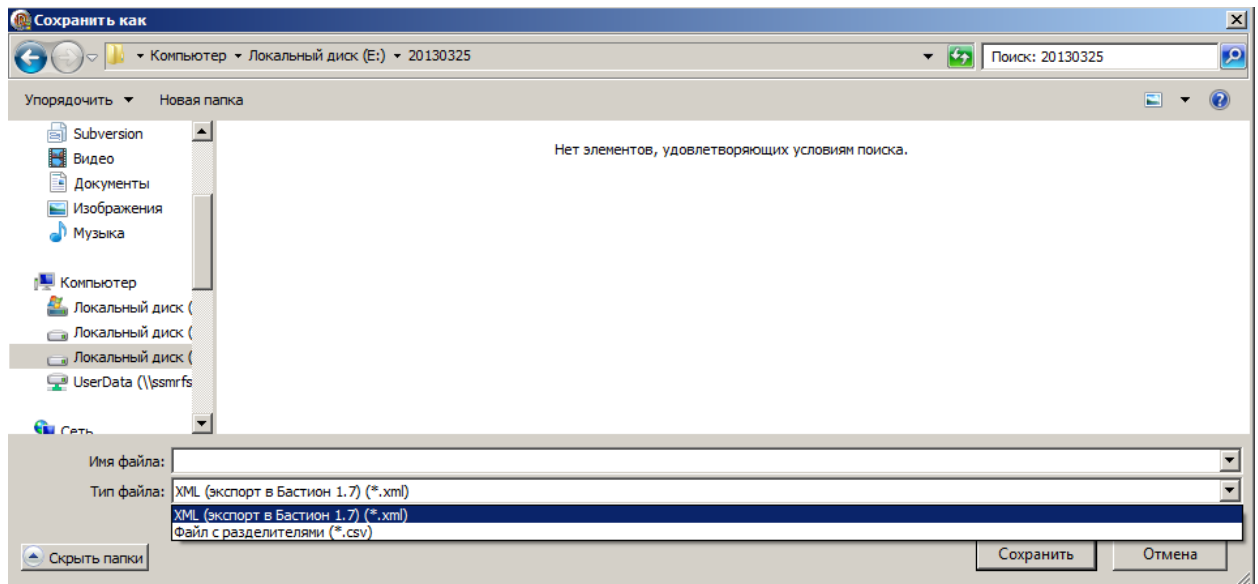 Сохранить как
Компьютер Локальный диск (E:) 20130325
Поиск: 20130325
Упорядочить Новая папка
Subversion
Видео
Документы
Изображения
Музыка
Компьютер
Локальный диск (
Локальный диск (
Локальный диск (
UserData (\\ssmrfs
Сеть
Нет элементов, удовлетворяющих условиям поиска.
Имя файла:
Тип файла: XML (экспорт в Бастион 1.7) (*.xml)
XML (экспорт в Бастион 1.7) (*.xml)
Файл с разделителями (*.csv)
Скрыть папки
Сохранить Отмена